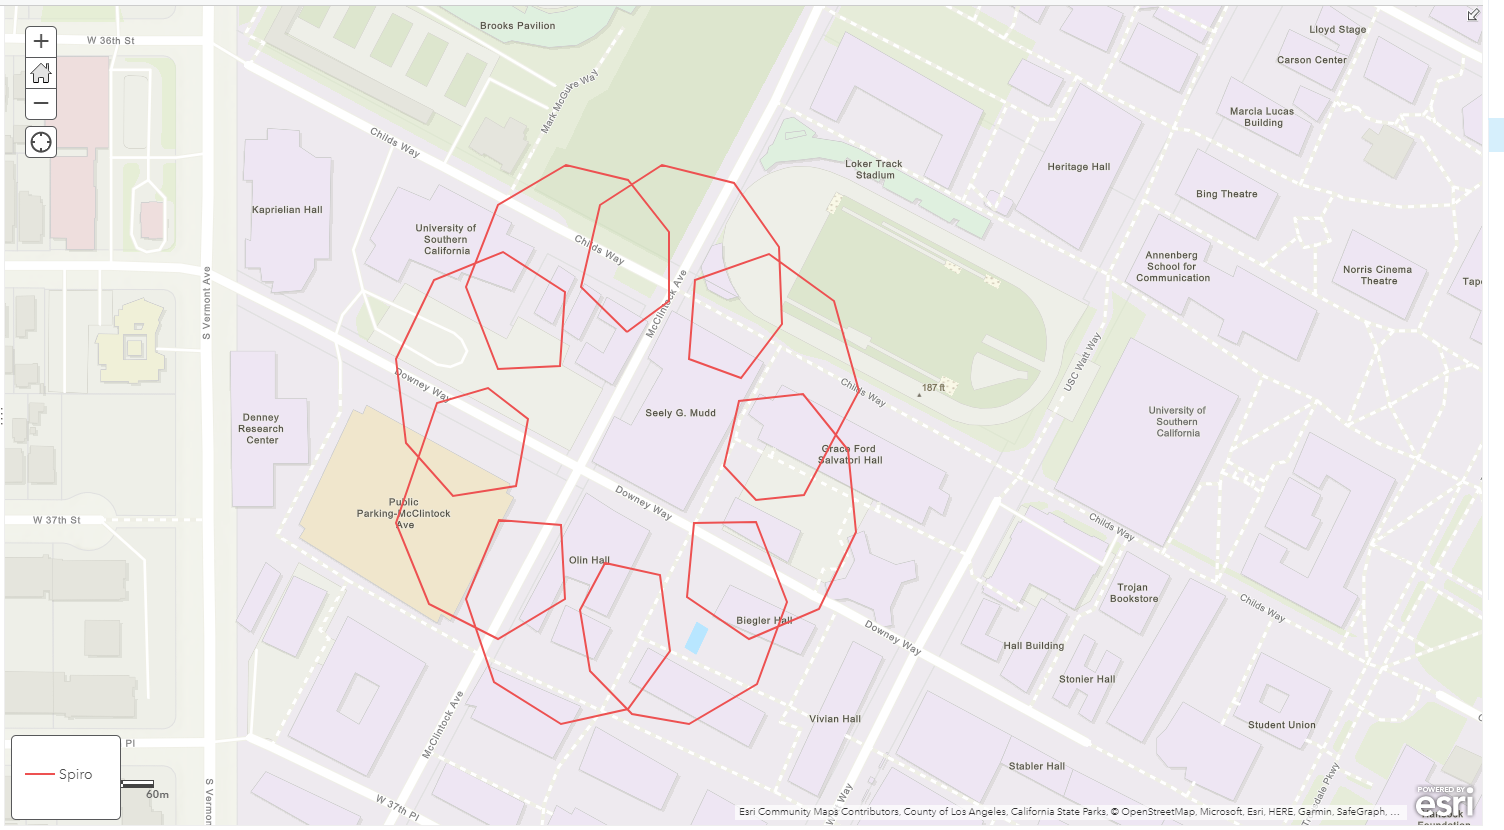 Brooks Pavilion
Lloyd Stage
W 36th St
Carson Center
Mark McGuire Way
Marcia Lucas
Building
Childs Way
Loker Track
Stadium
Heritage Hall
Bing Theatre
Kaprielian Hall
University of
Southern
California
Childs Way
Annenberg
School for
Communication
Norris Cinema
Theatre
S Vermont Ave
McClintock Ave
USC Watt Way
Downey Way
Childs Way
187 ft
Denney
Research
Center
Seely G. Mudd
University of
Southern
California
Grace Ford
Salvatori Hall
Public
Parking-McClintock
Ave
W 37th St
Downey Way
Childs Way
Olin Hall
Trojan
Bookstore
Childs Way
Biegler Hall
Downey Way
Hall Building
Stonier Hall
McClintock Ave
Vivian Hall
Student Union
Pl
Stabler Hall
Spiro
60m
W 37th Pl
POWERED BY
esri
Esri Community Maps Contributors, County of Los Angeles, California State Parks, © OpenStreetMap, Microsoft, Esri, HERE, Garmin, SafeGraph, ...